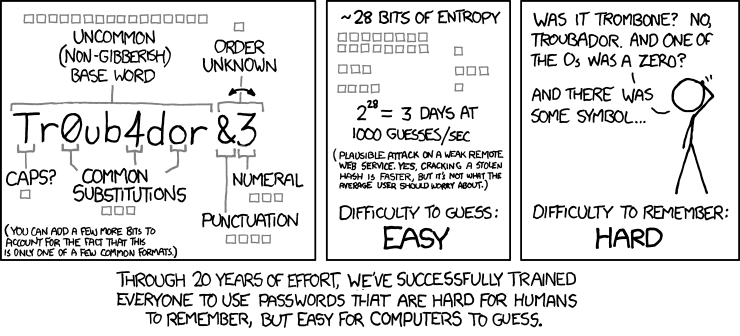 UNCOMMON
(NON-GIBBERISH)
BASE WORD
ORDER
UNKNOWN
Tr0ub4dor &3
CAPS?
COMMON
SUBSTITUTIONS
NUMERAL
PUNCTUATION
(YOU CAN ADD A FEW MORE BITS TO
ACCOUNT FOR THE FACT THAT THIS
IS ONLY ONE OF A FEW COMMON FORMATS.)
~28 BITS OF ENTROPY
2^28 = 3 DAYS AT
1000 GUESSES/SEC
(PLAUSIBLE ATTACK ON A WEAK REMOTE
WEB SERVICE. YES, CRACKING A STOLEN
HASH IS FASTER, BUT IT'S NOT WHAT THE
AVERAGE USER SHOULD WORRY ABOUT.)
DIFFICULTY TO GUESS:
EASY
WAS IT TROMBONE? NO,
TROUBADOR. AND ONE OF
THE Os WAS A ZERO?
AND THERE WAS
SOME SYMBOL...
DIFFICULTY TO REMEMBER:
HARD
THROUGH 20 YEARS OF EFFORT, WE'VE SUCCESSFULLY TRAINED
EVERYONE TO USE PASSWORDS THAT ARE HARD FOR HUMANS
TO REMEMBER, BUT EASY FOR COMPUTERS TO GUESS.